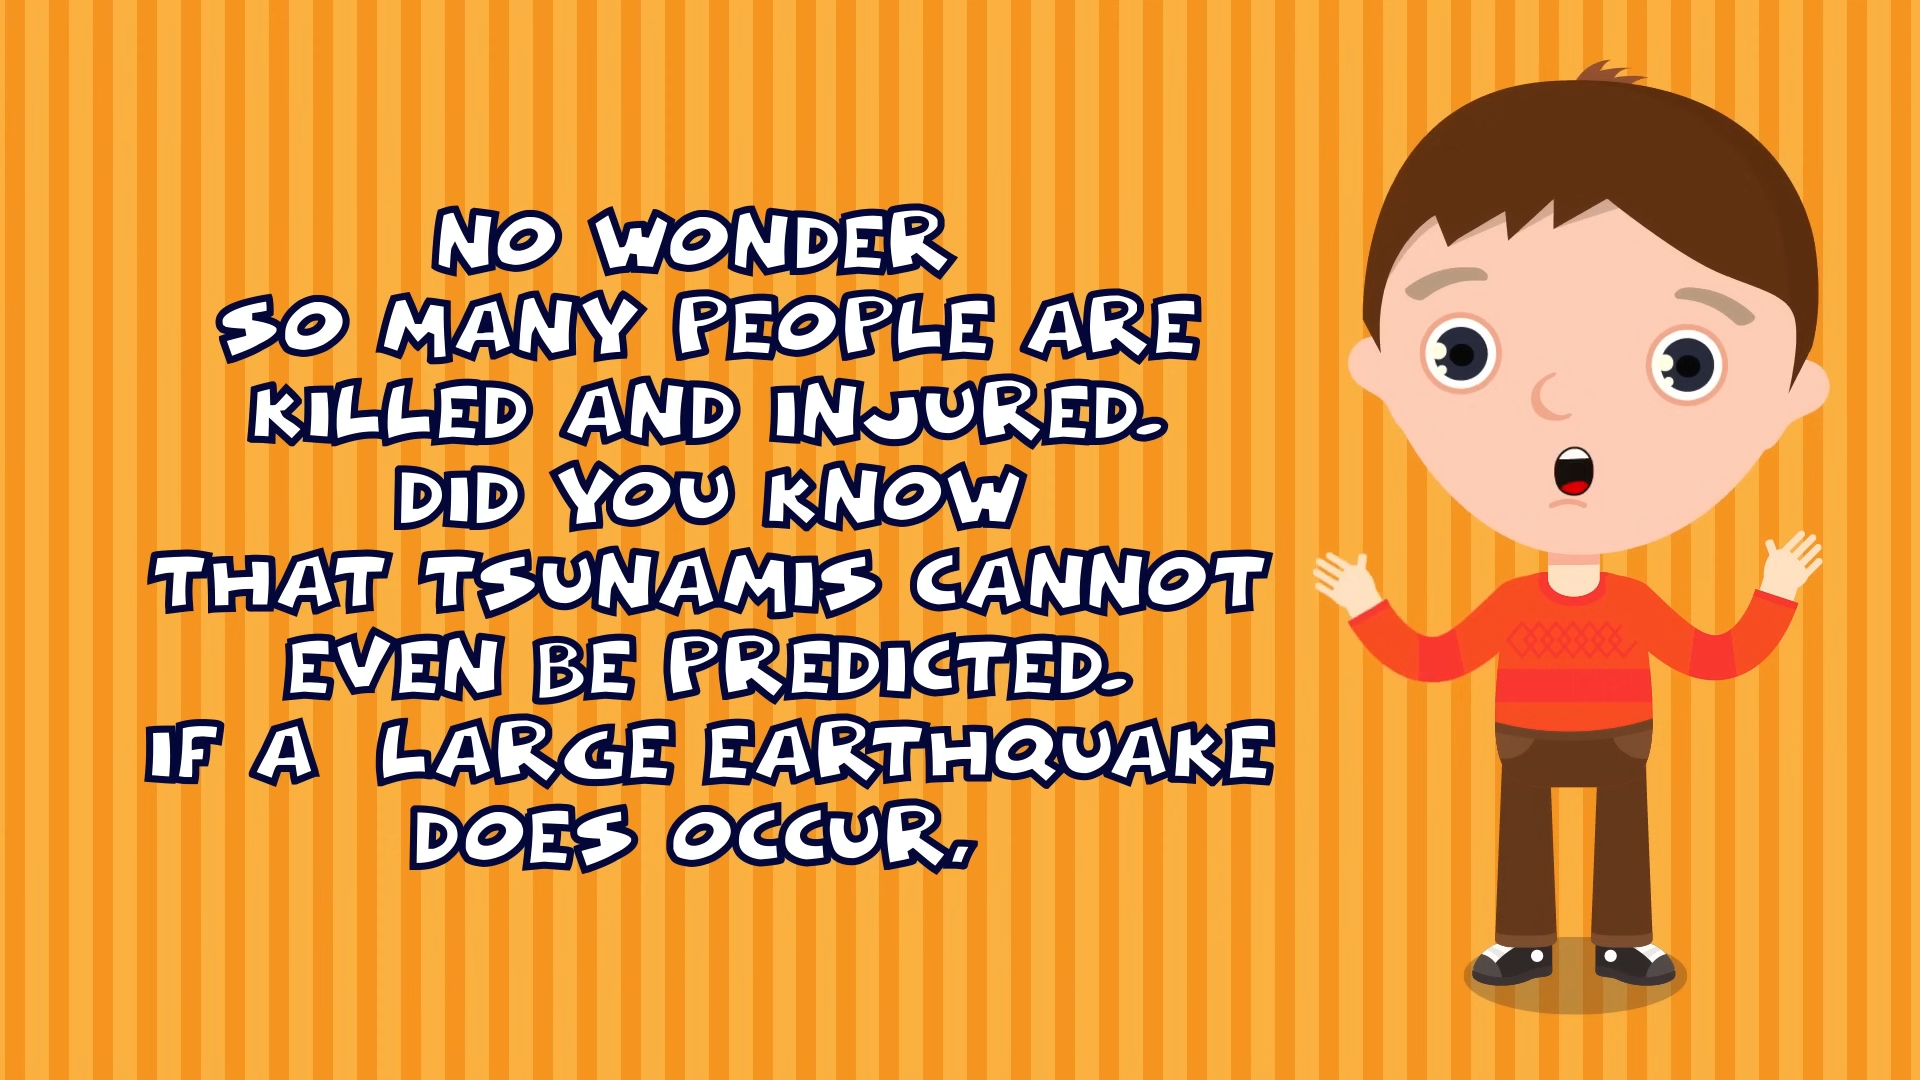 NO WONDER
SO MANY PEOPLE ARE
KILLED AND INJURED.
DID YOU KNOW
THAT TSUNAMIS CANNOT
EVEN BE PREDICTED.
IF A LARGE EARTHQUAKE
DOES OCCUR,